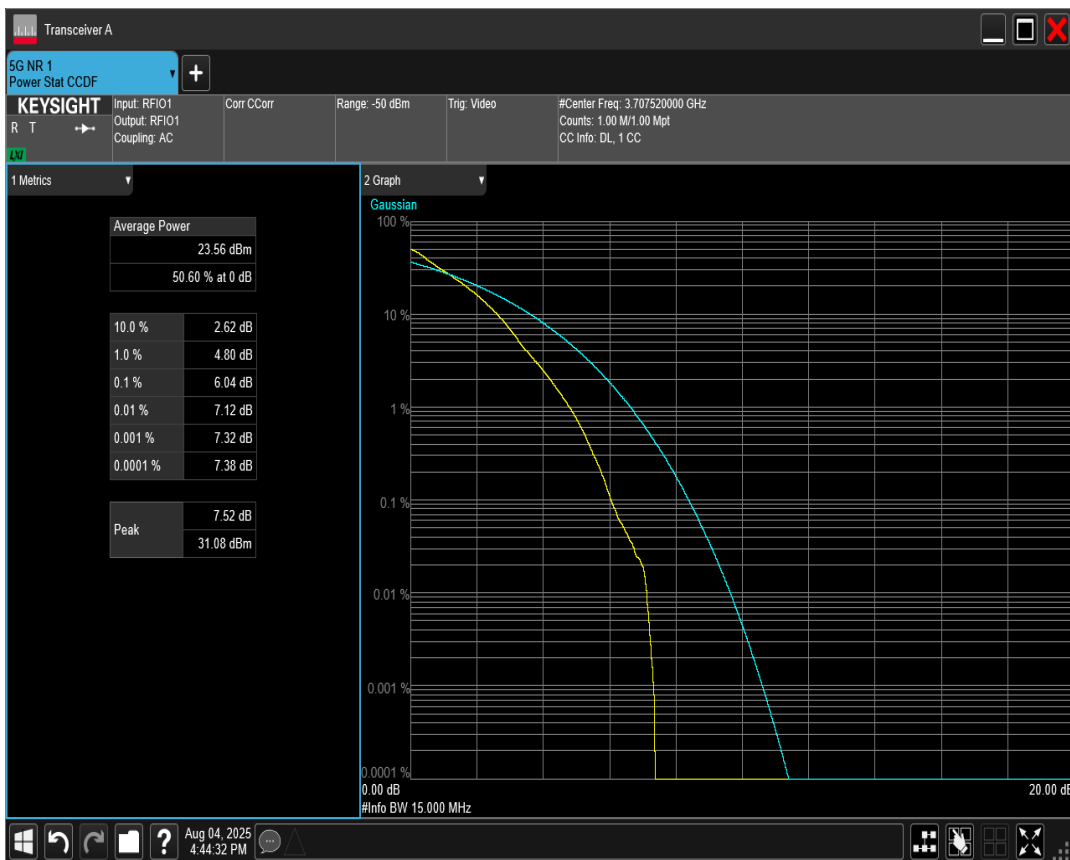 Transceiver A
5G NR 1
Power Stat CCDF
KEYSIGHT
R T
LXI
Input: RFIO1
Output: RFIO1
Coupling: AC
Corr CCorr
Range: -50 dBm
Trig: Video
#Center Freq: 3.707520000 GHz
Counts: 1.00 M/1.00 Mpt
CC Info: DL, 1 CC
1 Metrics
Average Power
23.56 dBm
50.60 % at 0 dB
10.0 % 2.62 dB
1.0 % 4.80 dB
0.1 % 6.04 dB
0.01 % 7.12 dB
0.001 % 7.32 dB
0.0001 % 7.38 dB
Peak
7.52 dB
31.08 dBm
2 Graph
Gaussian
100 %
10 %
1 %
0.1 %
0.01 %
0.001 %
0.0001 %
0.00 dB 20.00 dB
#Info BW 15.000 MHz
?
Aug 04, 2025
4:44:32 PM